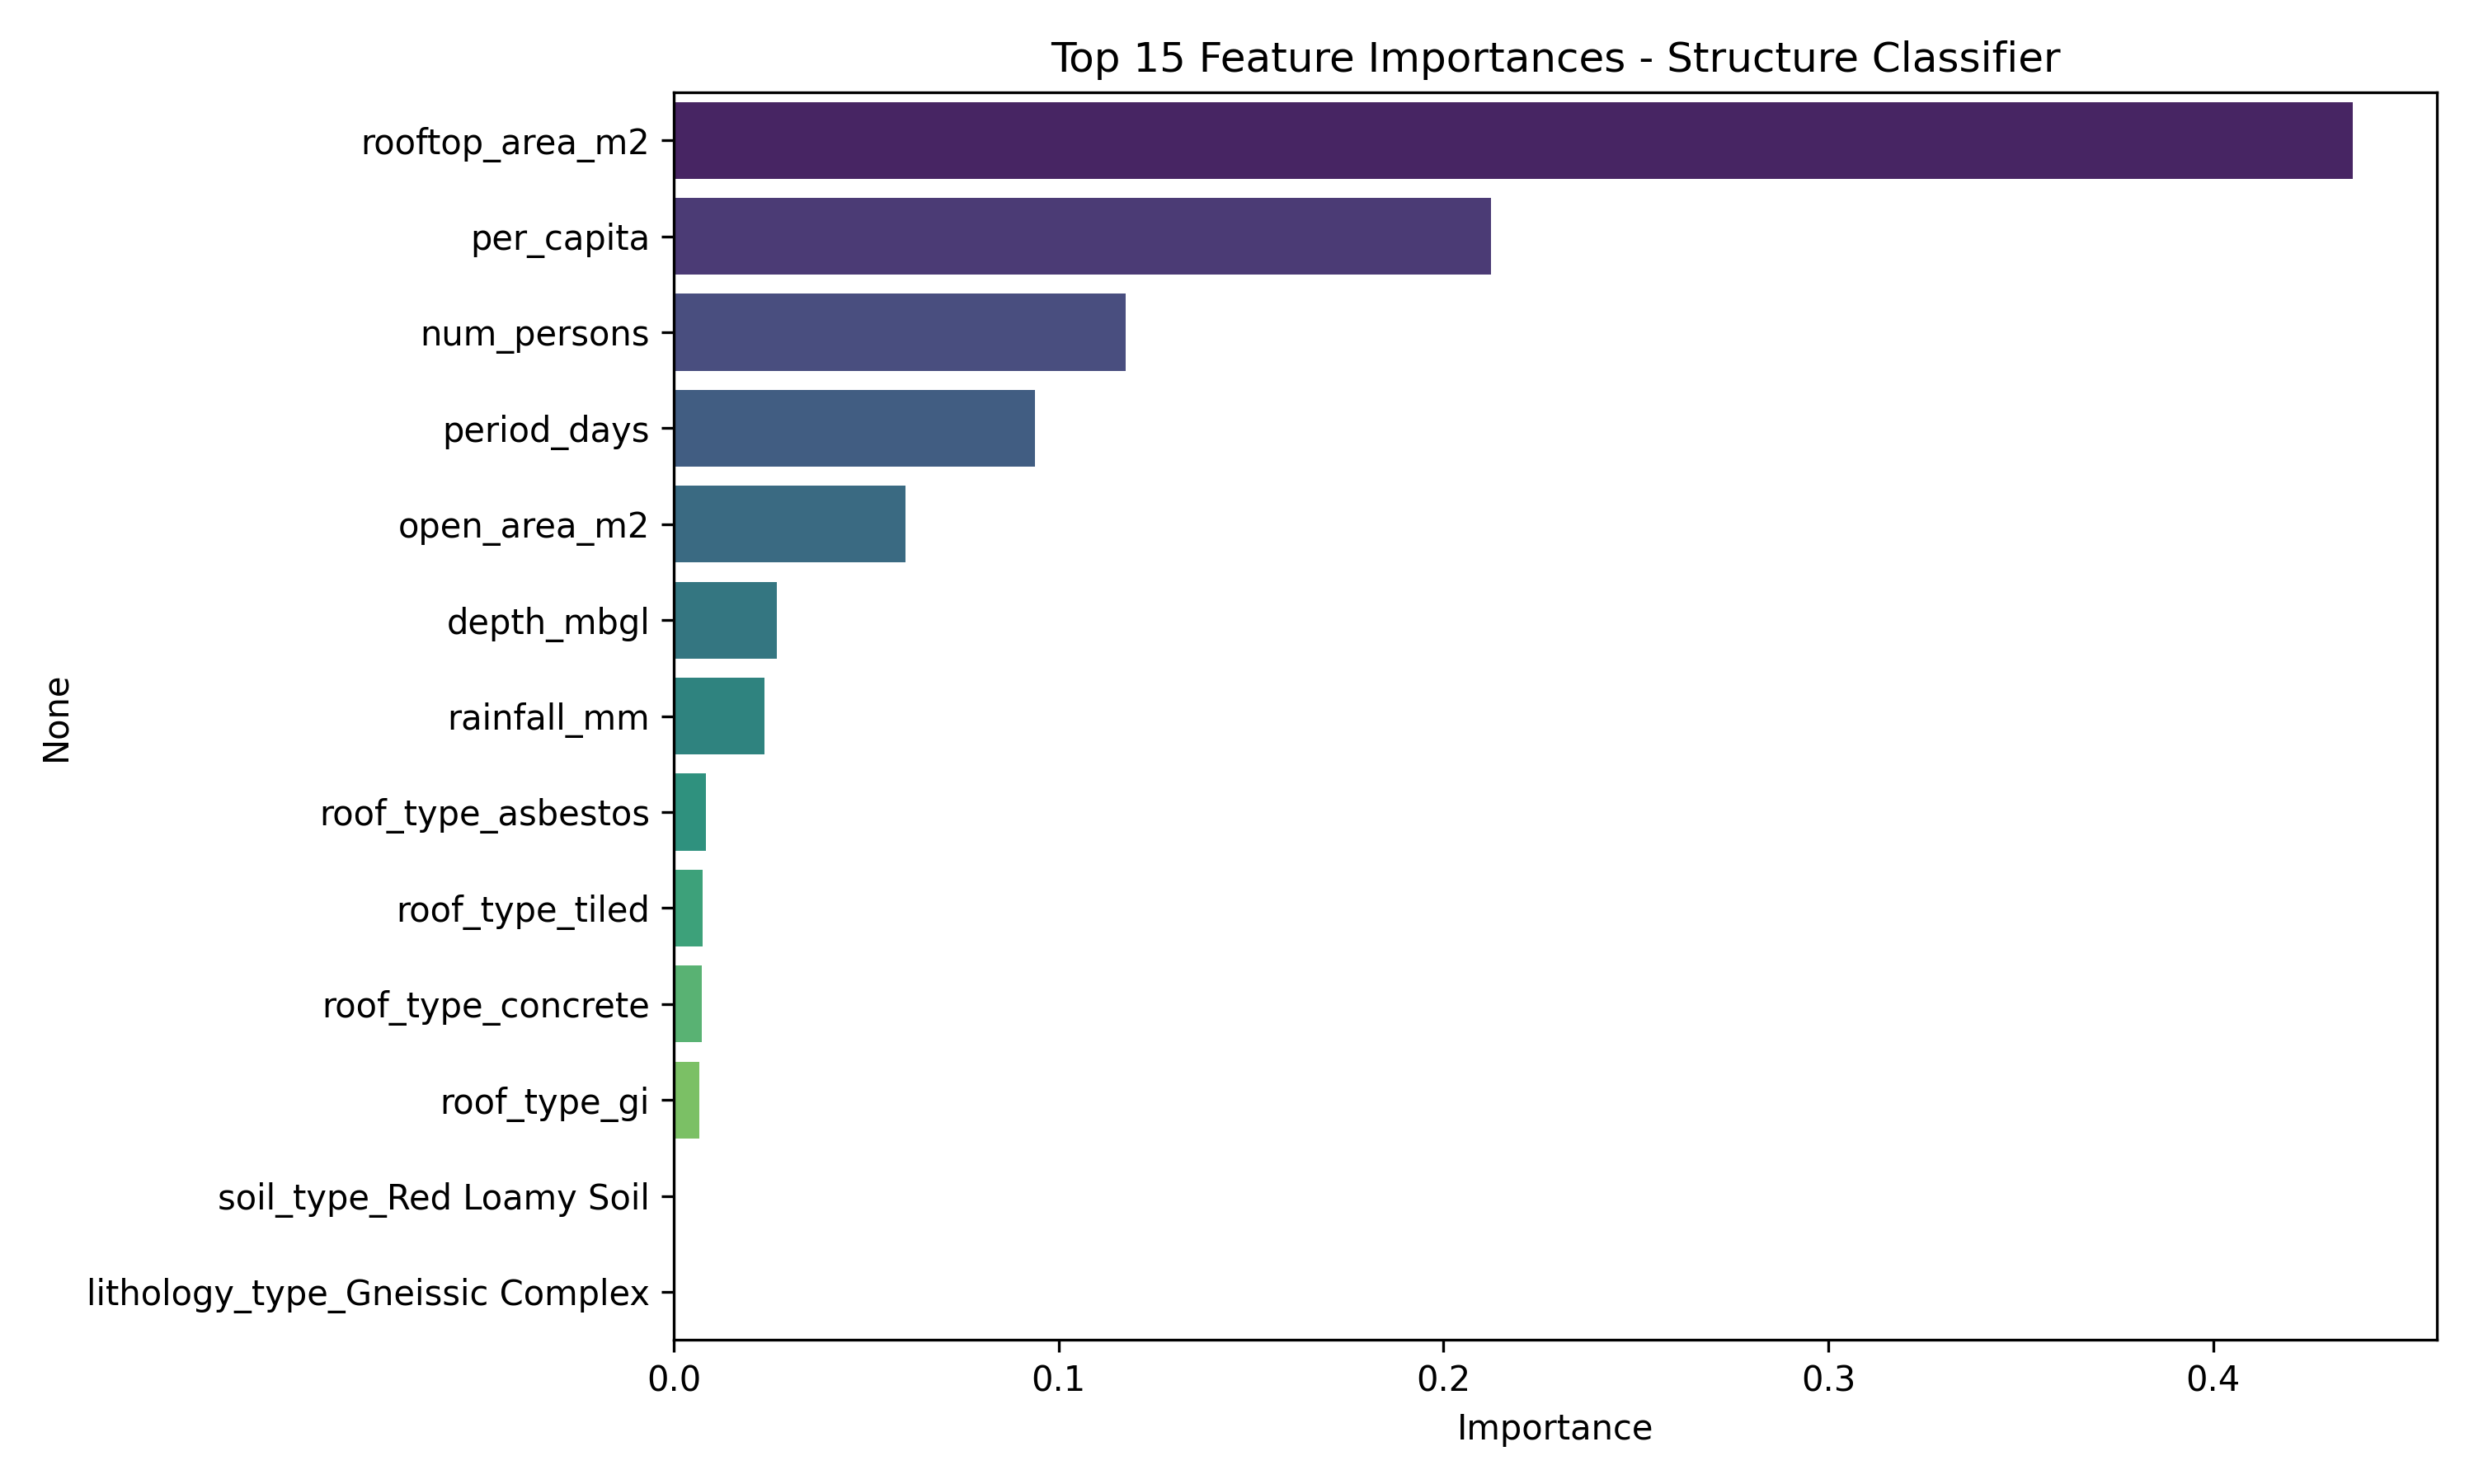 Top 15 Feature Importances - Structure Classifier
rooftop_area_m2
per_capita
num_persons
period_days
open_area_m2
depth_mbgl
rainfall_mm
roof_type_asbestos
roof_type_tiled
roof_type_concrete
roof_type_gi
soil_type_Red Loamy Soil
lithology_type_Gneissic Complex
None
0.0 0.1 0.2 0.3 0.4
Importance